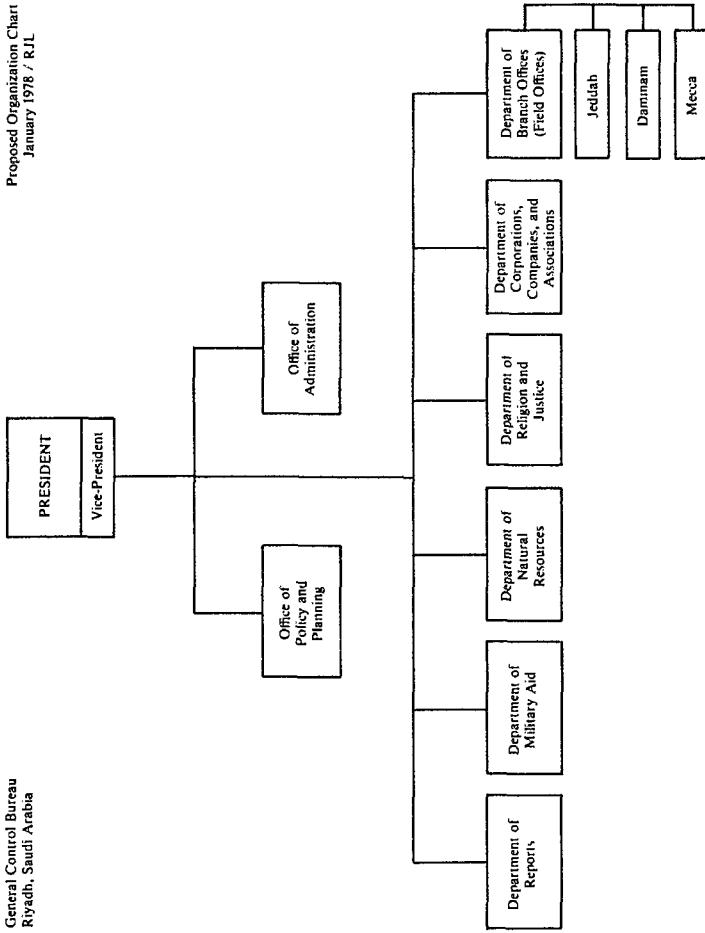 General Control Bureau
Riyadh, Saudi Arabia
Proposed Organization Chart
January 1978 / RJL
PRESIDENT
Vice-President
Office of
Policy and
Planning
Office of
Administration
Department of
Reports
Department of
Military Aid
Department of
Natural
Resources
Department of
Religion and
Justice
Department of
Corporations,
Companies, and
Associations
Department of
Branch Offices
(Field Offices)
Jeddah
Dammam
Mecca